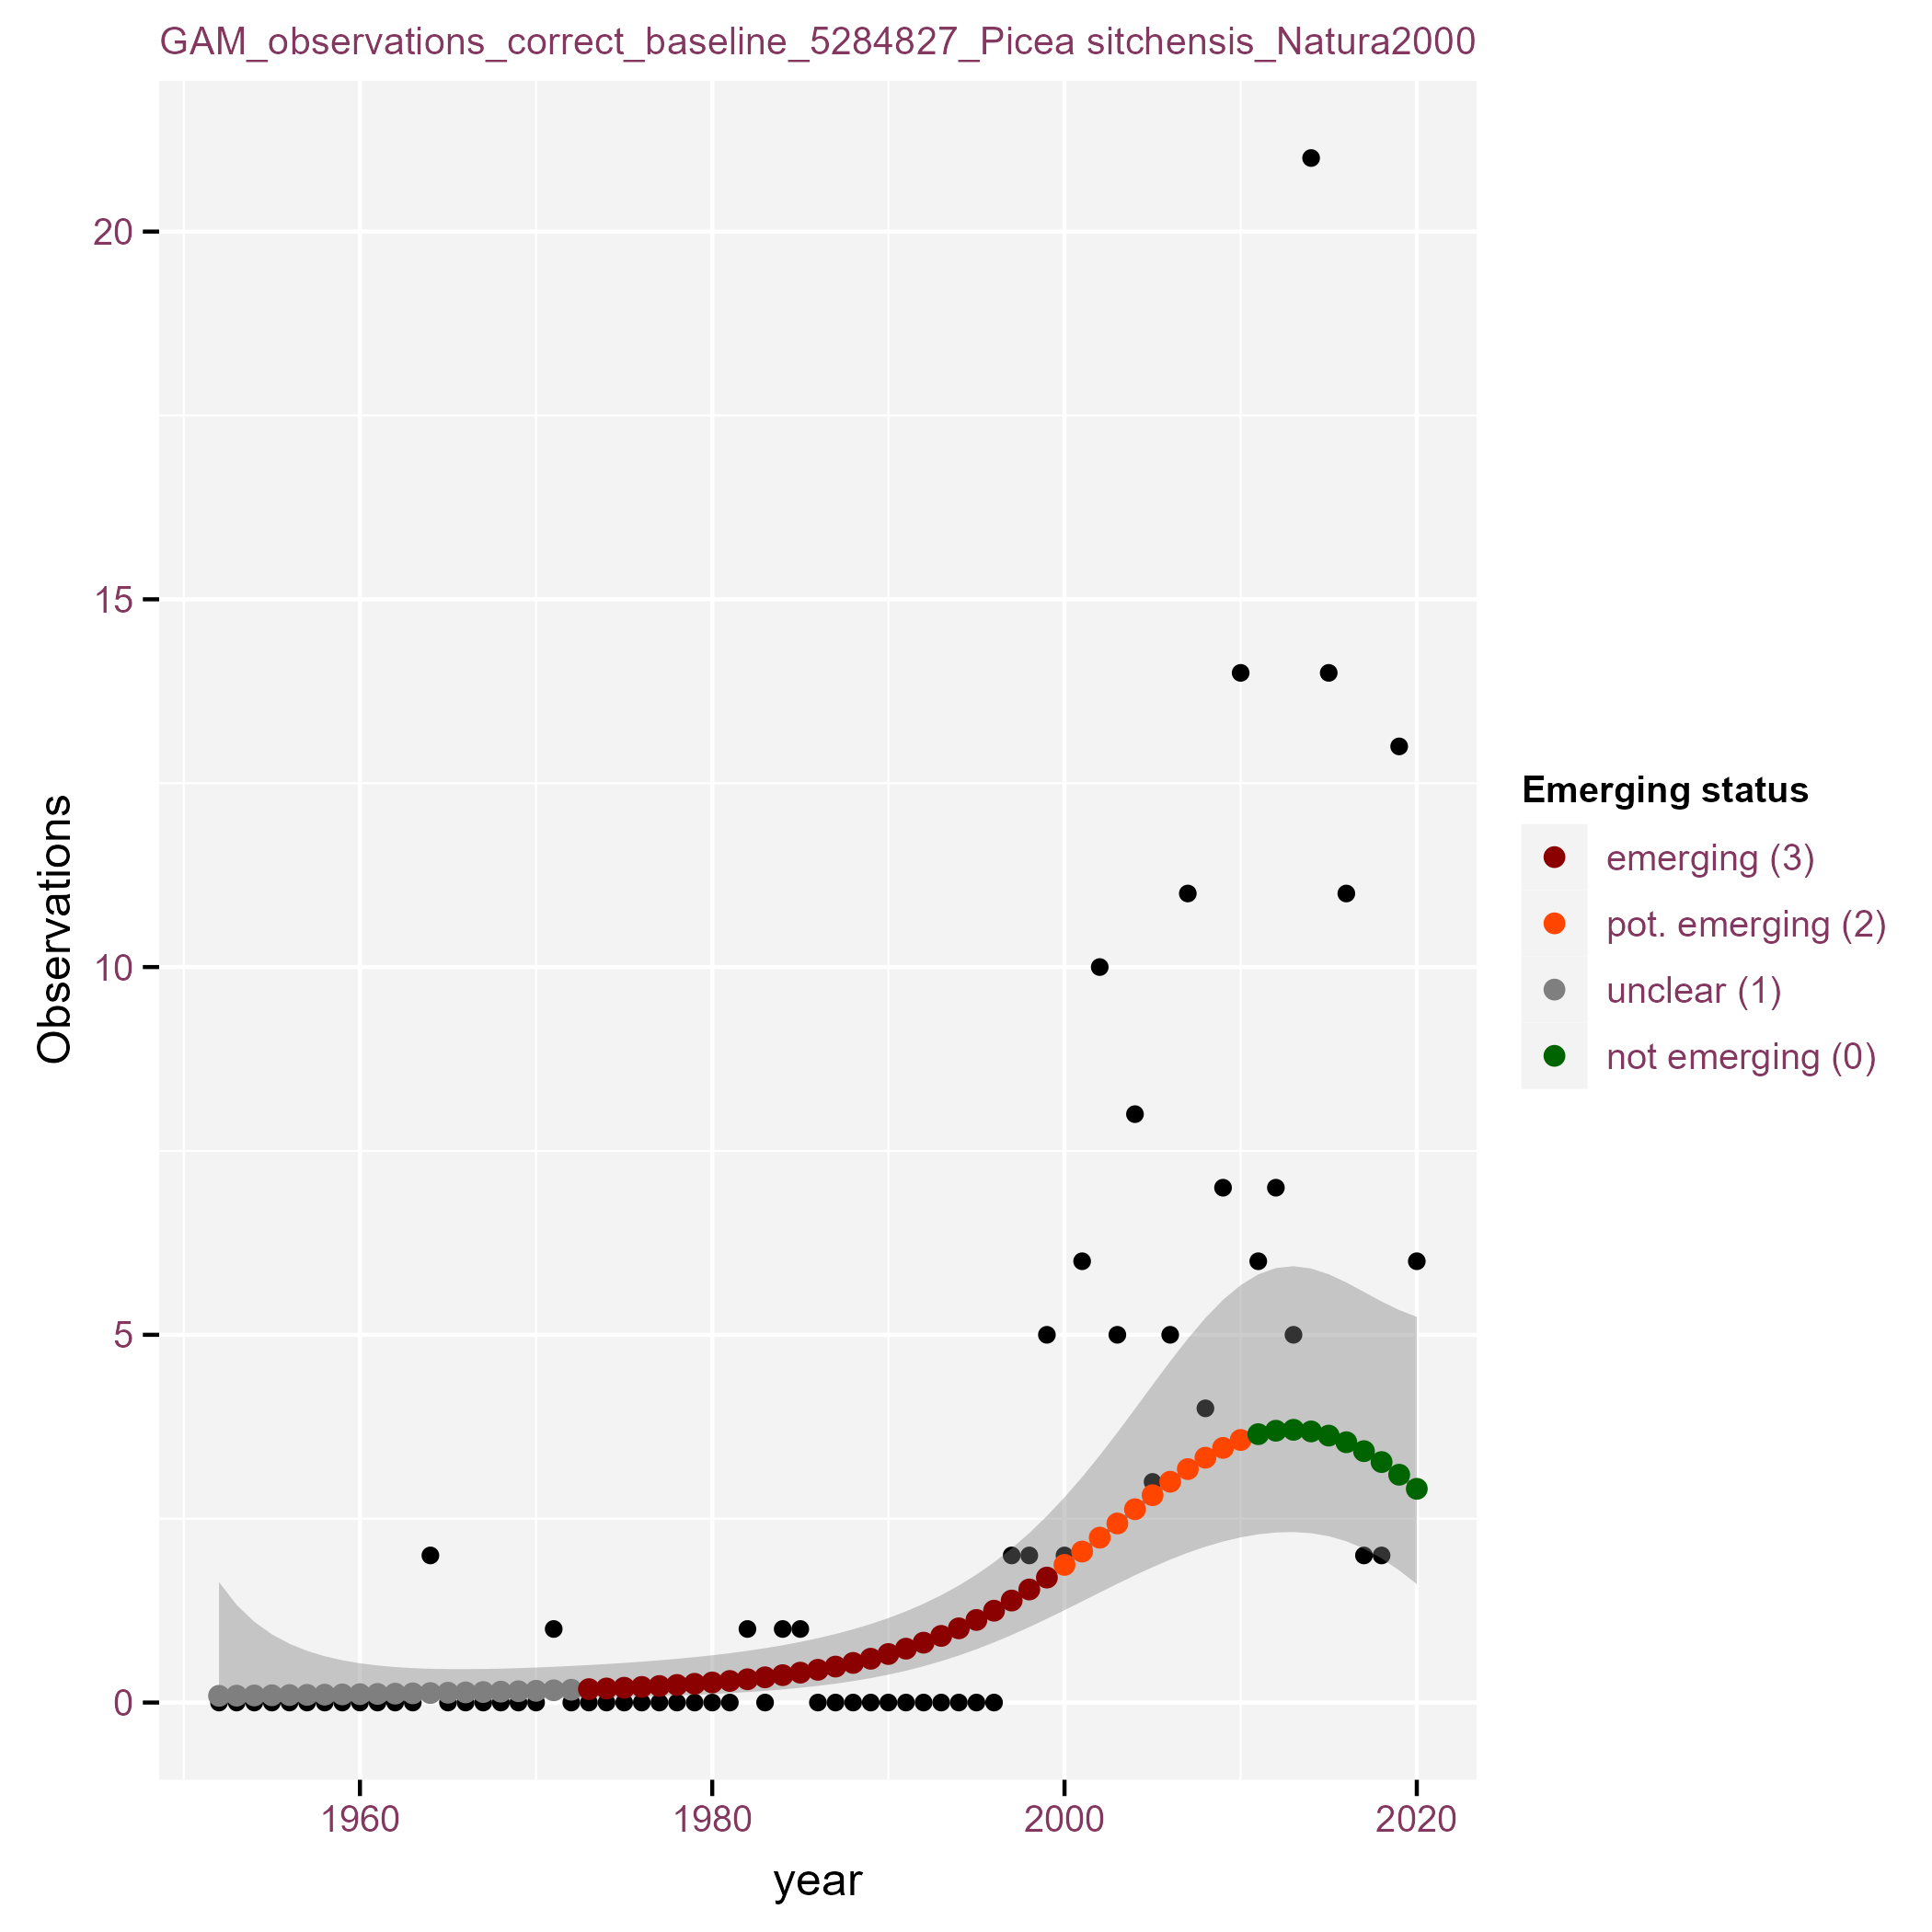 GAM_observations_correct_baseline_5284827_Picea sitchensis_Natura2000
20
15
10
5
0
Observations
1960
1980
2000
2020
year
Emerging status
emerging (3)
pot. emerging (2)
unclear (1)
not emerging (0)